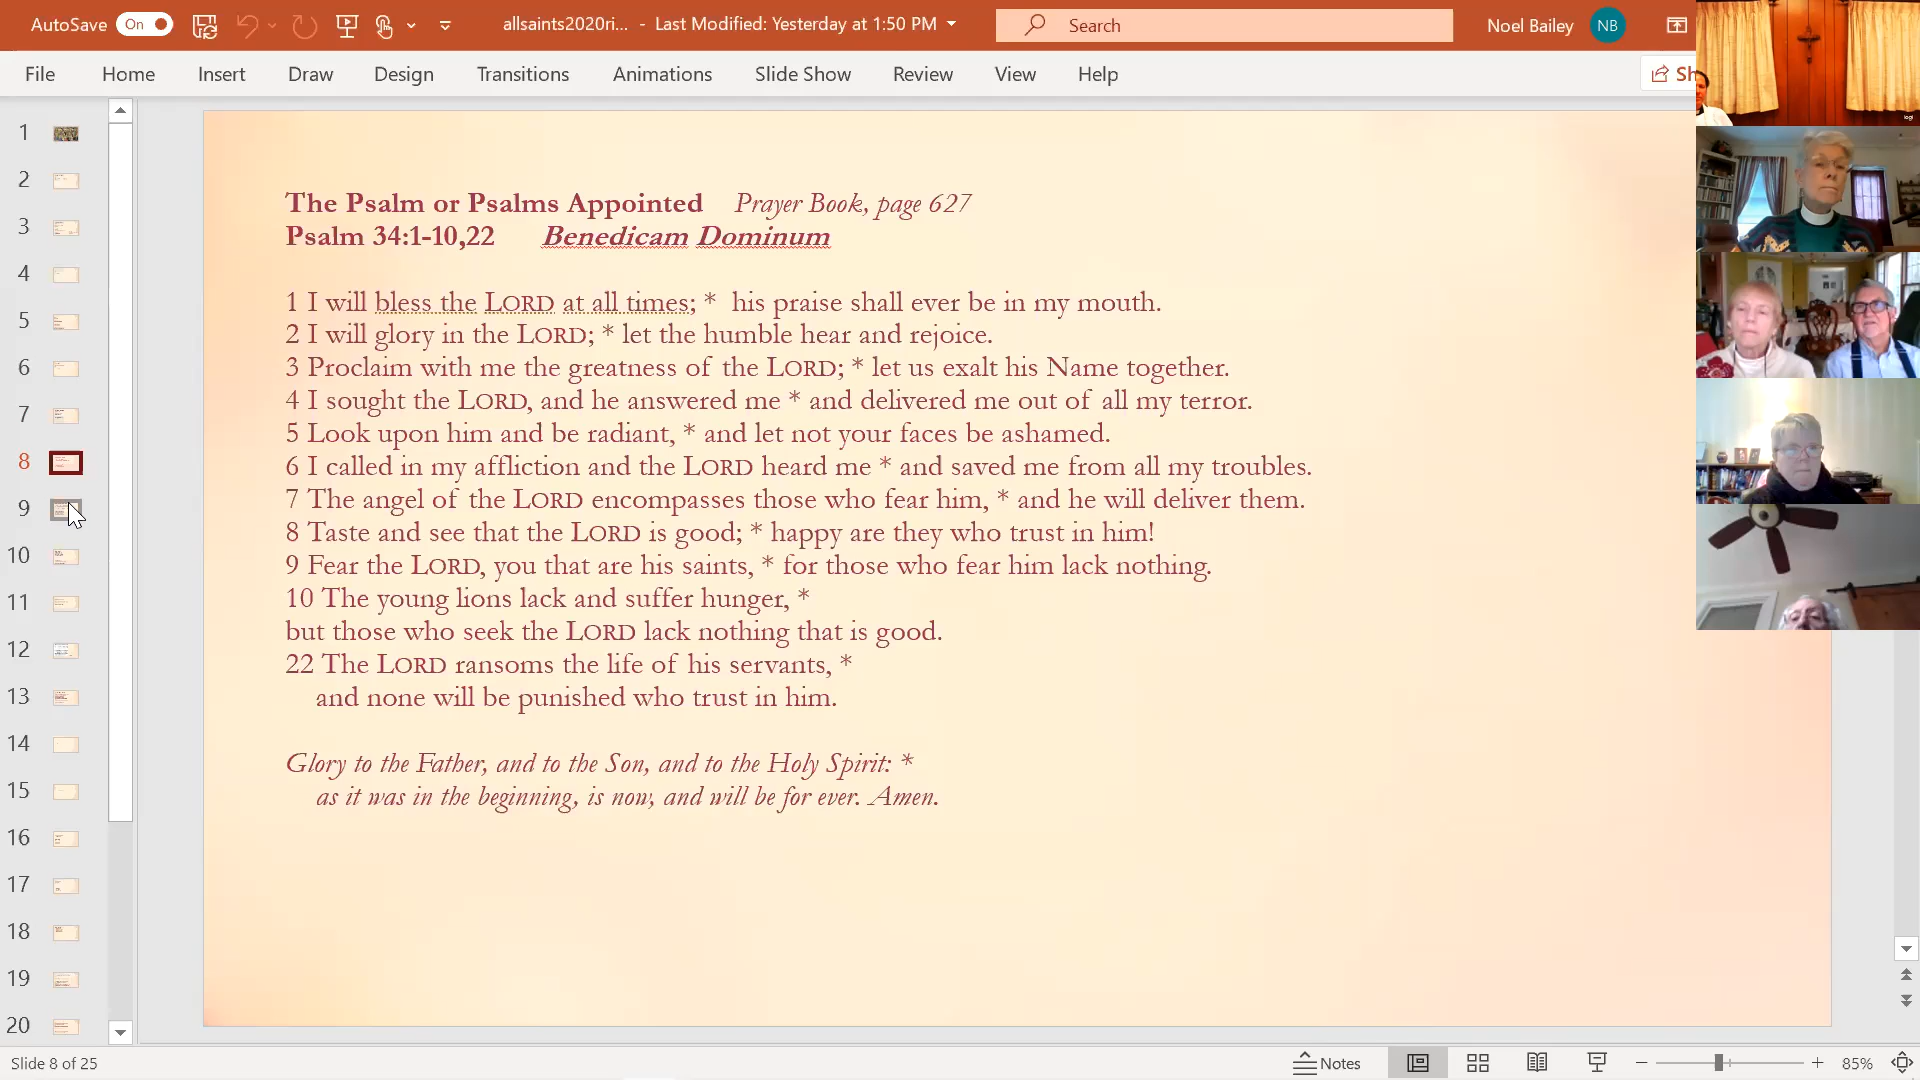 AutoSave On allsaints2020ri... - Last Modified: Yesterday at 1:50 PM Search Noel Bailey NB
File Home Insert Draw Design Transitions Animations Slide Show Review View Help Sh
1
2
3
4
5
6
7
8
9
10
11
12
13
14
15
16
17
18
19
20
The Psalm or Psalms Appointed Prayer Book, page 627
Psalm 34:1-10,22 Benedicam Dominum
1 I will bless the LORD at all times; * his praise shall ever be in my mouth.
2 I will glory in the LORD; * let the humble hear and rejoice.
3 Proclaim with me the greatness of the LORD; * let us exalt his Name together.
4 I sought the LORD, and he answered me * and delivered me out of all my terror.
5 Look upon him and be radiant, * and let not your faces be ashamed.
6 I called in my affliction and the LORD heard me * and saved me from all my troubles.
7 The angel of the LORD encompasses those who fear him, * and he will deliver them.
8 Taste and see that the LORD is good; * happy are they who trust in him!
9 Fear the LORD, you that are his saints, * for those who fear him lack nothing.
10 The young lions lack and suffer hunger, *
but those who seek the LORD lack nothing that is good.
22 The LORD ransoms the life of his servants, *
and none will be punished who trust in him.
Glory to the Father, and to the Son, and to the Holy Spirit: *
as it was in the beginning, is now, and will be for ever. Amen.
logi
Slide 8 of 25 Notes 85%